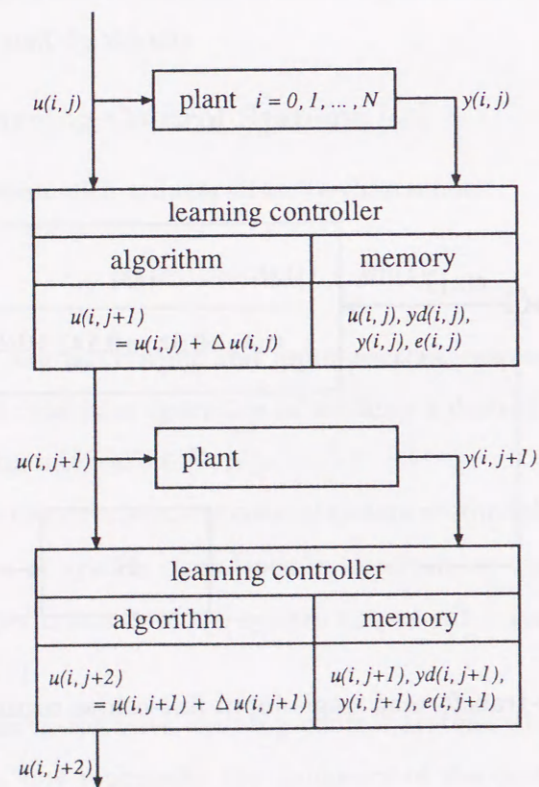 u(i, j)
plant i = 0, 1, ... , N
y(i, j)
learning controller
algorithm
memory
u(i, j+1)
= u(i, j) + Δ u(i, j)
u(i, j), yd(i, j),
y(i, j), e(i, j)
u(i, j+1)
plant
y(i, j+1)
learning controller
algorithm
memory
u(i, j+2)
= u(i, j+1) + Δ u(i, j+1)
u(i, j+1), yd(i, j+1),
y(i, j+1), e(i, j+1)
u(i, j+2)